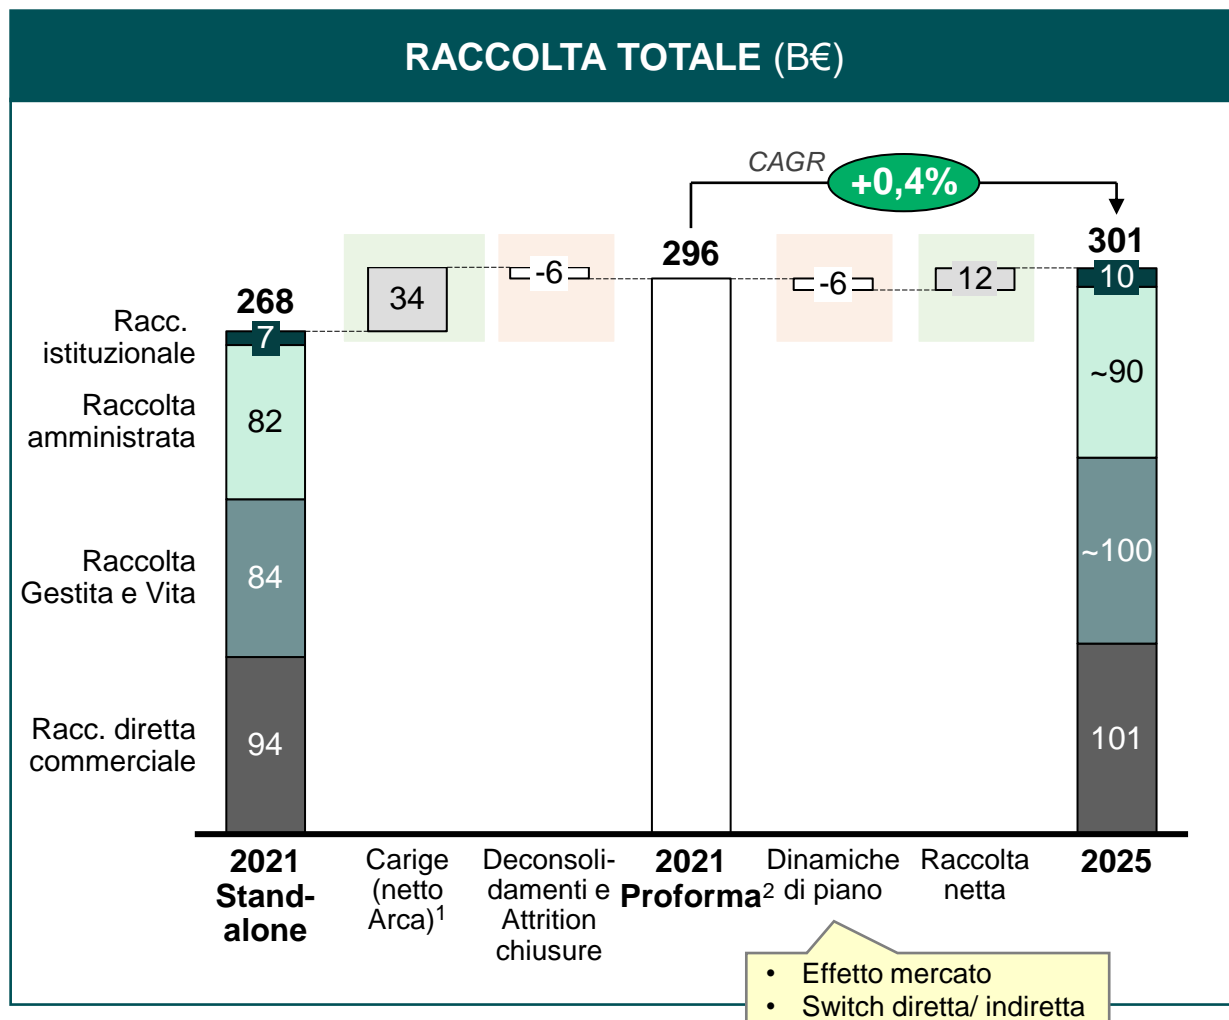 RACCOLTA TOTALE (B€)
CAGR
+0,4%
268
34
-6
296
-6
12
301
Racc.
istituzionale
7
10
Raccolta
amministrata
82
~90
Raccolta
Gestita e Vita
84
~100
Racc. diretta
commerciale
94
101
2021
Stand-
alone
Carige
(netto
Arca)1
Deconsoli-
damenti e
Attrition
chiusure
2021
Proforma2
Dinamiche
di piano
Raccolta
netta
2025
• Effetto mercato
• Switch diretta/ indiretta